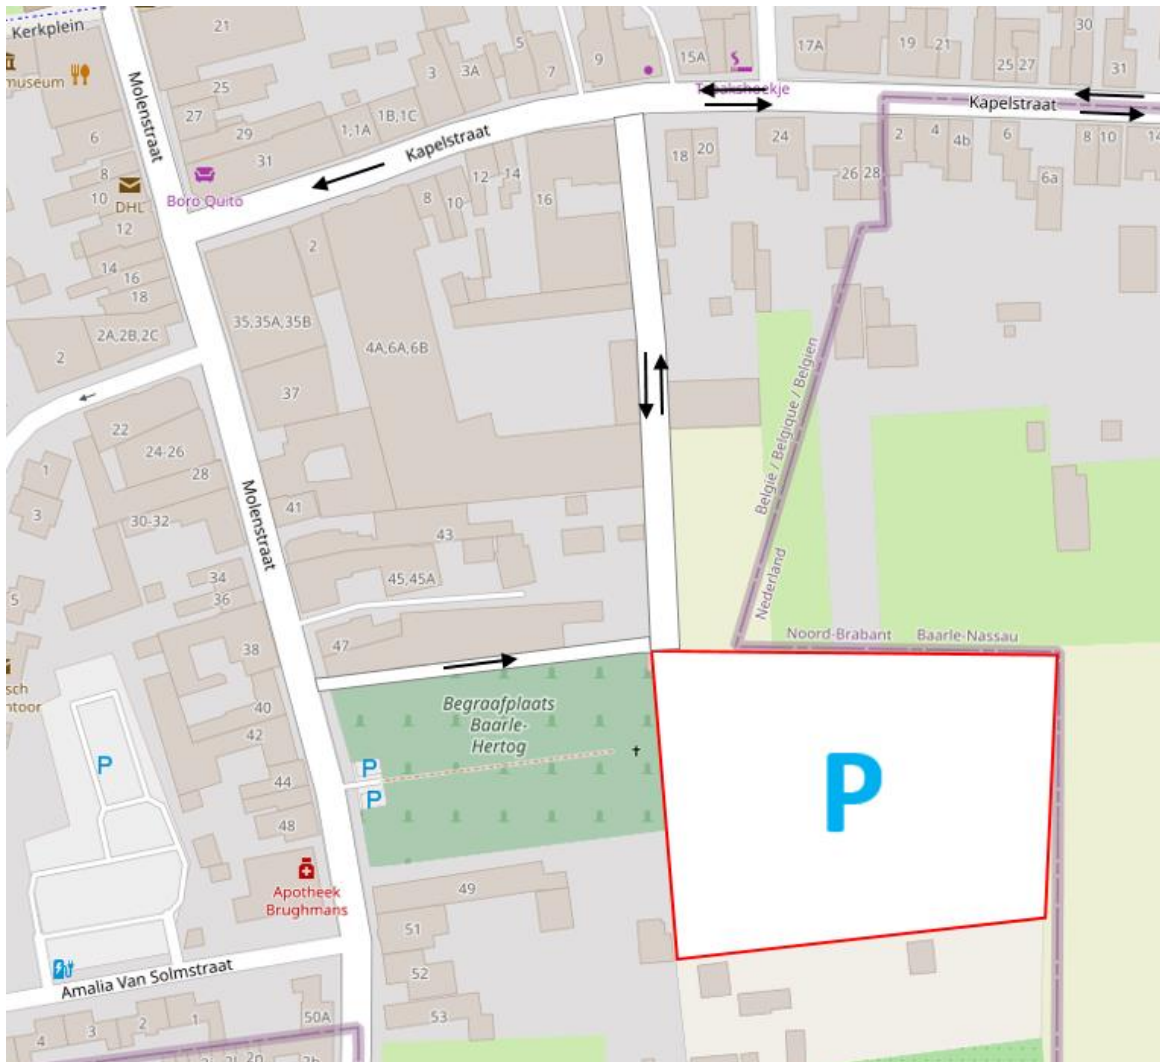 Kerkplein
21
museum
Molenstraat
6
8
10
DHL
12
14
16
18
2A,2B,2C
2
25
27
29
31
Boro Quito
1,1A
1B,1C
3
3A
5
7
9
15A
17A
19
21
25
27
30
31
Kapelstraat
Kapelstraat
8
10
12
14
16
18
20
24
26
28
2
4
4b
6
6a
8
10
14
2
35,35A,35B
37
4A,6A,6B
22
24-26
28
30-32
1
3
Molenstraat
41
43
45,45A
34
36
5
47
38
40
42
44
48
België / Belgique / Belgien
Nederland
Noord-Brabant
Baarle-Nassau
Begraafplaats
Baarle-
Hertog
P
P
P
P
Apotheek
Brughmans
49
51
52
53
Amalia Van Solmstraat
50A
4
3
2
1